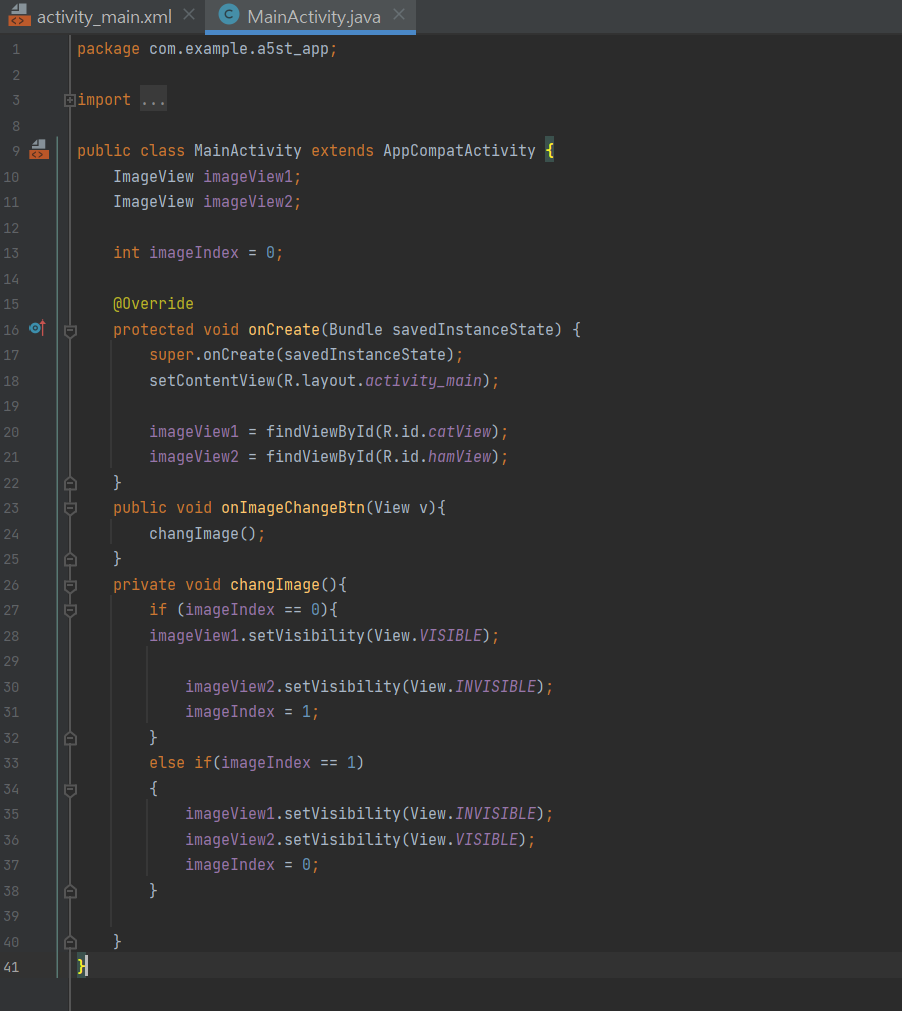 activity_main.xml
MainActivity.java
1 package com.example.a5st_app;
2
3 import ...
8
9 public class MainActivity extends AppCompatActivity {
10     ImageView imageView1;
11     ImageView imageView2;
12
13     int imageIndex = 0;
14
15     @Override
16     protected void onCreate(Bundle savedInstanceState) {
17         super.onCreate(savedInstanceState);
18         setContentView(R.layout.activity_main);
19
20         imageView1 = findViewById(R.id.catView);
21         imageView2 = findViewById(R.id.hamView);
22     }
23     public void onImageChangeBtn(View v){
24         changImage();
25     }
26     private void changImage(){
27         if (imageIndex == 0){
28         imageView1.setVisibility(View.VISIBLE);
29
30             imageView2.setVisibility(View.INVISIBLE);
31             imageIndex = 1;
32         }
33         else if(imageIndex == 1)
34         {
35             imageView1.setVisibility(View.INVISIBLE);
36             imageView2.setVisibility(View.VISIBLE);
37             imageIndex = 0;
38         }
39
40     }
41 }